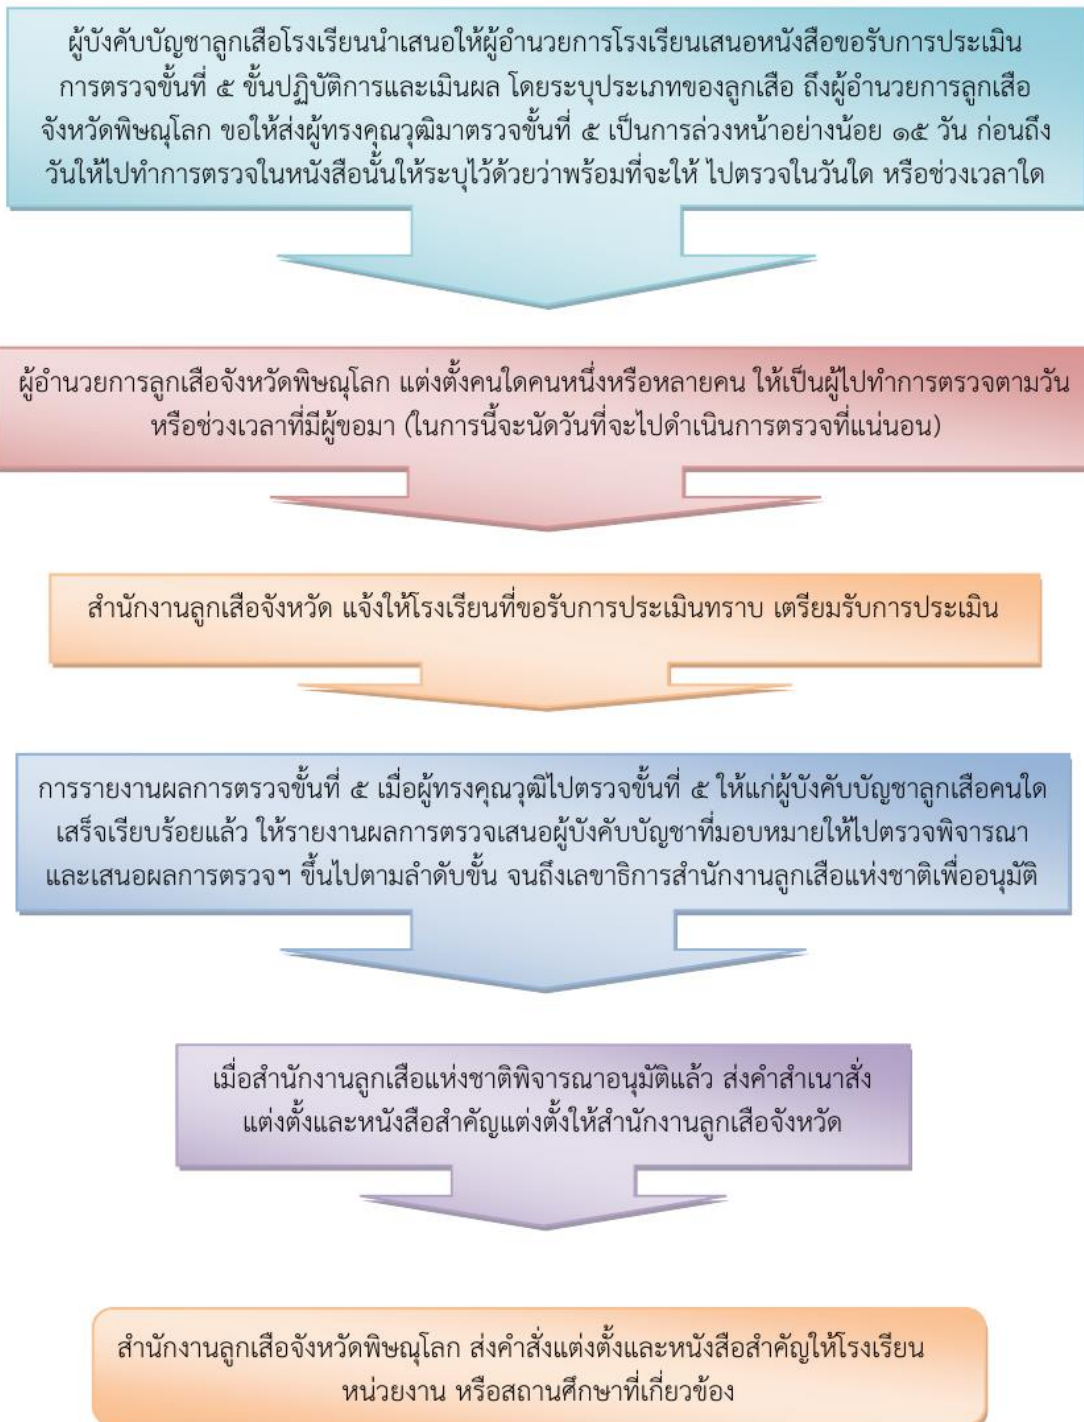 ผู้บังคับบัญชาลูกเสือโรงเรียนนำเสนอให้ผู้อำนวยการโรงเรียนเสนอหนังสือขอรับการประเมิน
การตรวจขั้นที่ ๕ ขั้นปฏิบัติการและเมินผล โดยระบุประเภทของลูกเสือ ถึงผู้อำนวยการลูกเสือ
จังหวัดพิษณุโลก ขอให้ส่งผู้ทรงคุณวุฒิมาตรวจขั้นที่ ๕ เป็นการล่วงหน้าอย่างน้อย ๑๕ วัน ก่อนถึง
วันให้ไปทำการตรวจในหนังสือนั้นให้ระบุไว้ด้วยว่าพร้อมที่จะให้ ไปตรวจในวันใด หรือช่วงเวลาใด
ผู้อำนวยการลูกเสือจังหวัดพิษณุโลก แต่งตั้งคนใดคนหนึ่งหรือหลายคน ให้เป็นผู้ไปทำการตรวจตามวัน
หรือช่วงเวลาที่มีผู้ขอมา (ในการนี้จะนัดวันที่จะไปดำเนินการตรวจที่แน่นอน)
สำนักงานลูกเสือจังหวัด แจ้งให้โรงเรียนที่ขอรับการประเมินทราบ เตรียมรับการประเมิน
การรายงานผลการตรวจขั้นที่ ๕ เมื่อผู้ทรงคุณวุฒิไปตรวจขั้นที่ ๕ ให้แก่ผู้บังคับบัญชาลูกเสือคนใด
เสร็จเรียบร้อยแล้ว ให้รายงานผลการตรวจเสนอผู้บังคับบัญชาที่มอบหมายให้ไปตรวจพิจารณา
และเสนอผลการตรวจฯ ขึ้นไปตามลำดับขั้น จนถึงเลขาธิการสำนักงานลูกเสือแห่งชาติเพื่ออนุมัติ
เมื่อสำนักงานลูกเสือแห่งชาติพิจารณาอนุมัติแล้ว ส่งคำสำเนาสั่ง
แต่งตั้งและหนังสือสำคัญแต่งตั้งให้สำนักงานลูกเสือจังหวัด
สำนักงานลูกเสือจังหวัดพิษณุโลก ส่งคำสั่งแต่งตั้งและหนังสือสำคัญให้โรงเรียน
หน่วยงาน หรือสถานศึกษาที่เกี่ยวข้อง